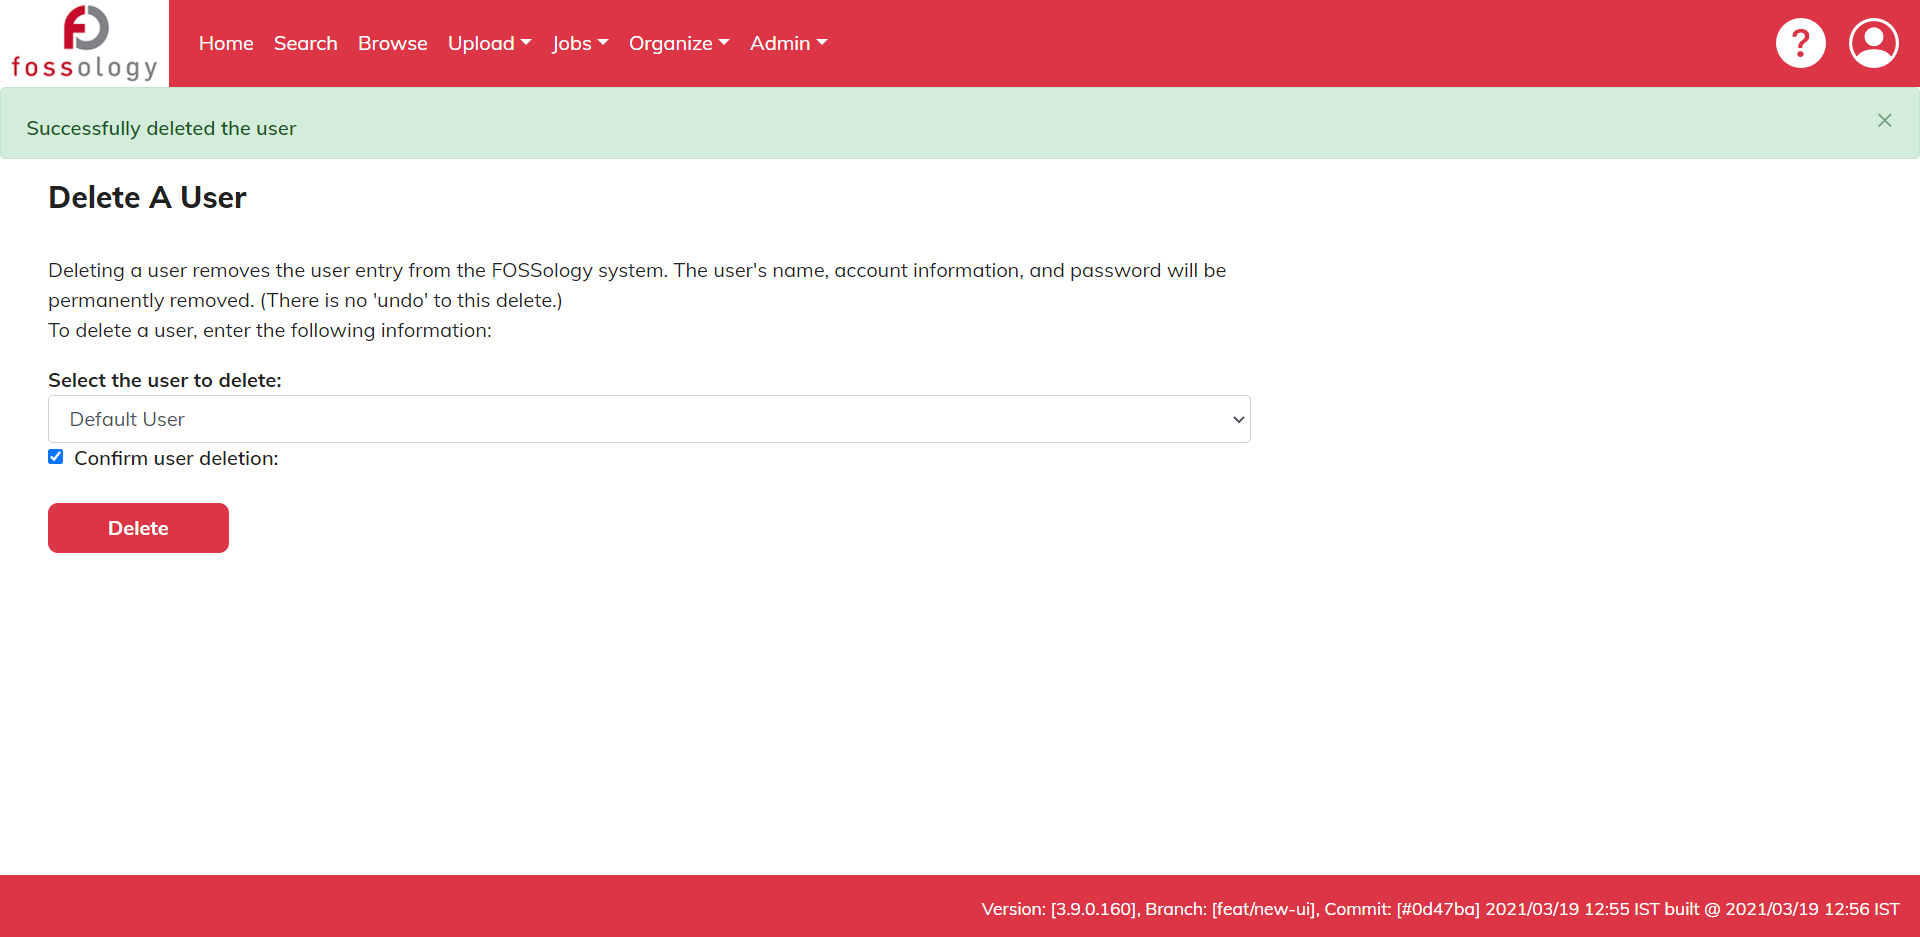 fossology
Home Search Browse Upload Jobs Organize Admin
?
Successfully deleted the user ×
Delete A User
Deleting a user removes the user entry from the FOSSology system. The user's name, account information, and password will be
permanently removed. (There is no 'undo' to this delete.)
To delete a user, enter the following information:
Select the user to delete:
Default User
Confirm user deletion:
Delete
Version: [3.9.0.160], Branch: [feat/new-ui], Commit: [#0d47ba] 2021/03/19 12:55 IST built @ 2021/03/19 12:56 IST